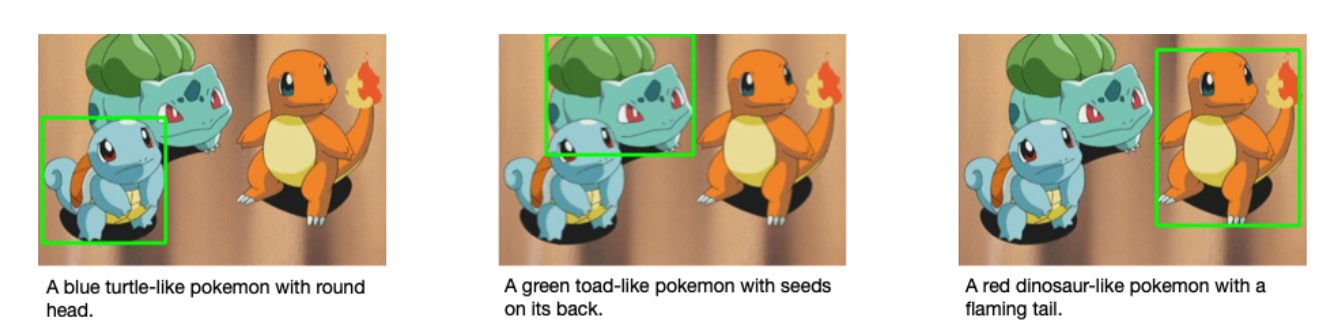 A blue turtle-like pokemon with round
head.
A green toad-like pokemon with seeds
on its back.
A red dinosaur-like pokemon with a
flaming tail.